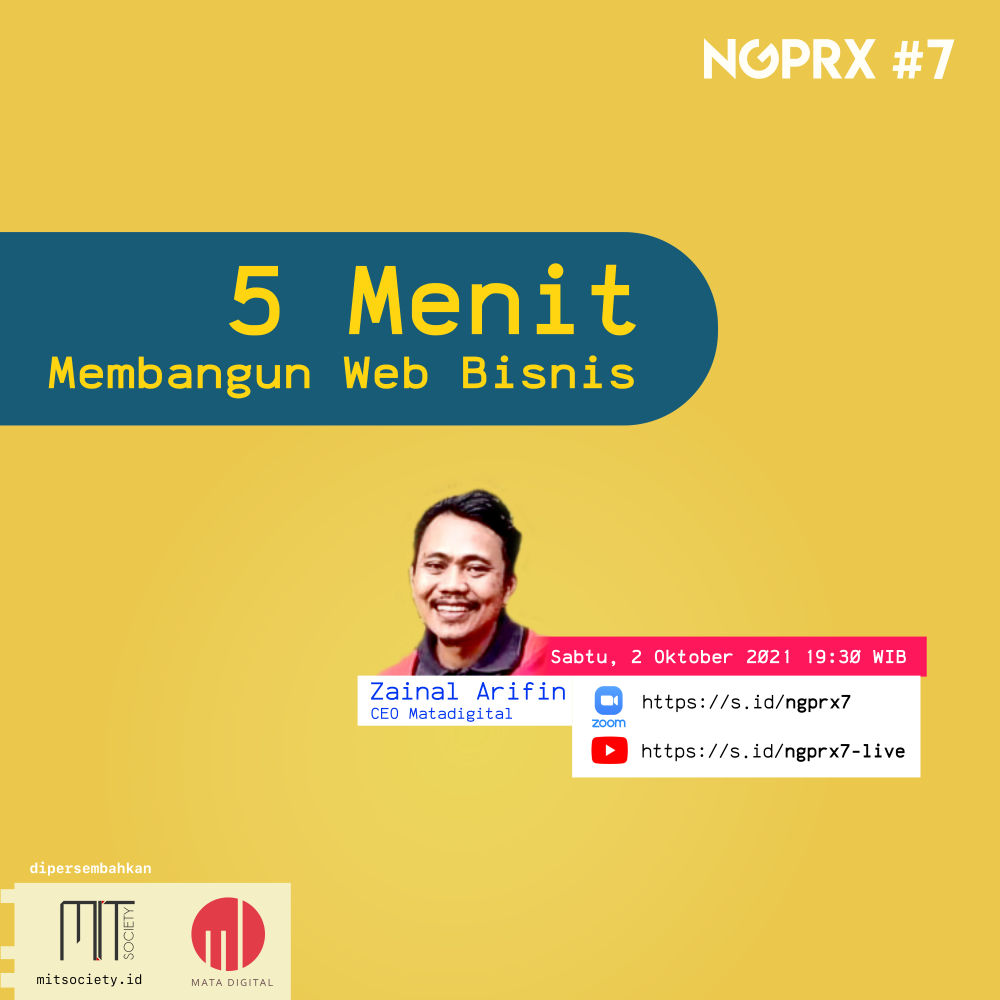 NGPRX #7
5 Menit
Membangun Web Bisnis
Sabtu, 2 Oktober 2021 19:30 WIB
Zainal Arifin
CEO Matadigital
zoom
https://s.id/ngprx7
https://s.id/ngprx7-live
dipersembahkan
MIT SOCIETY
mitsociety.id
MATA DIGITAL